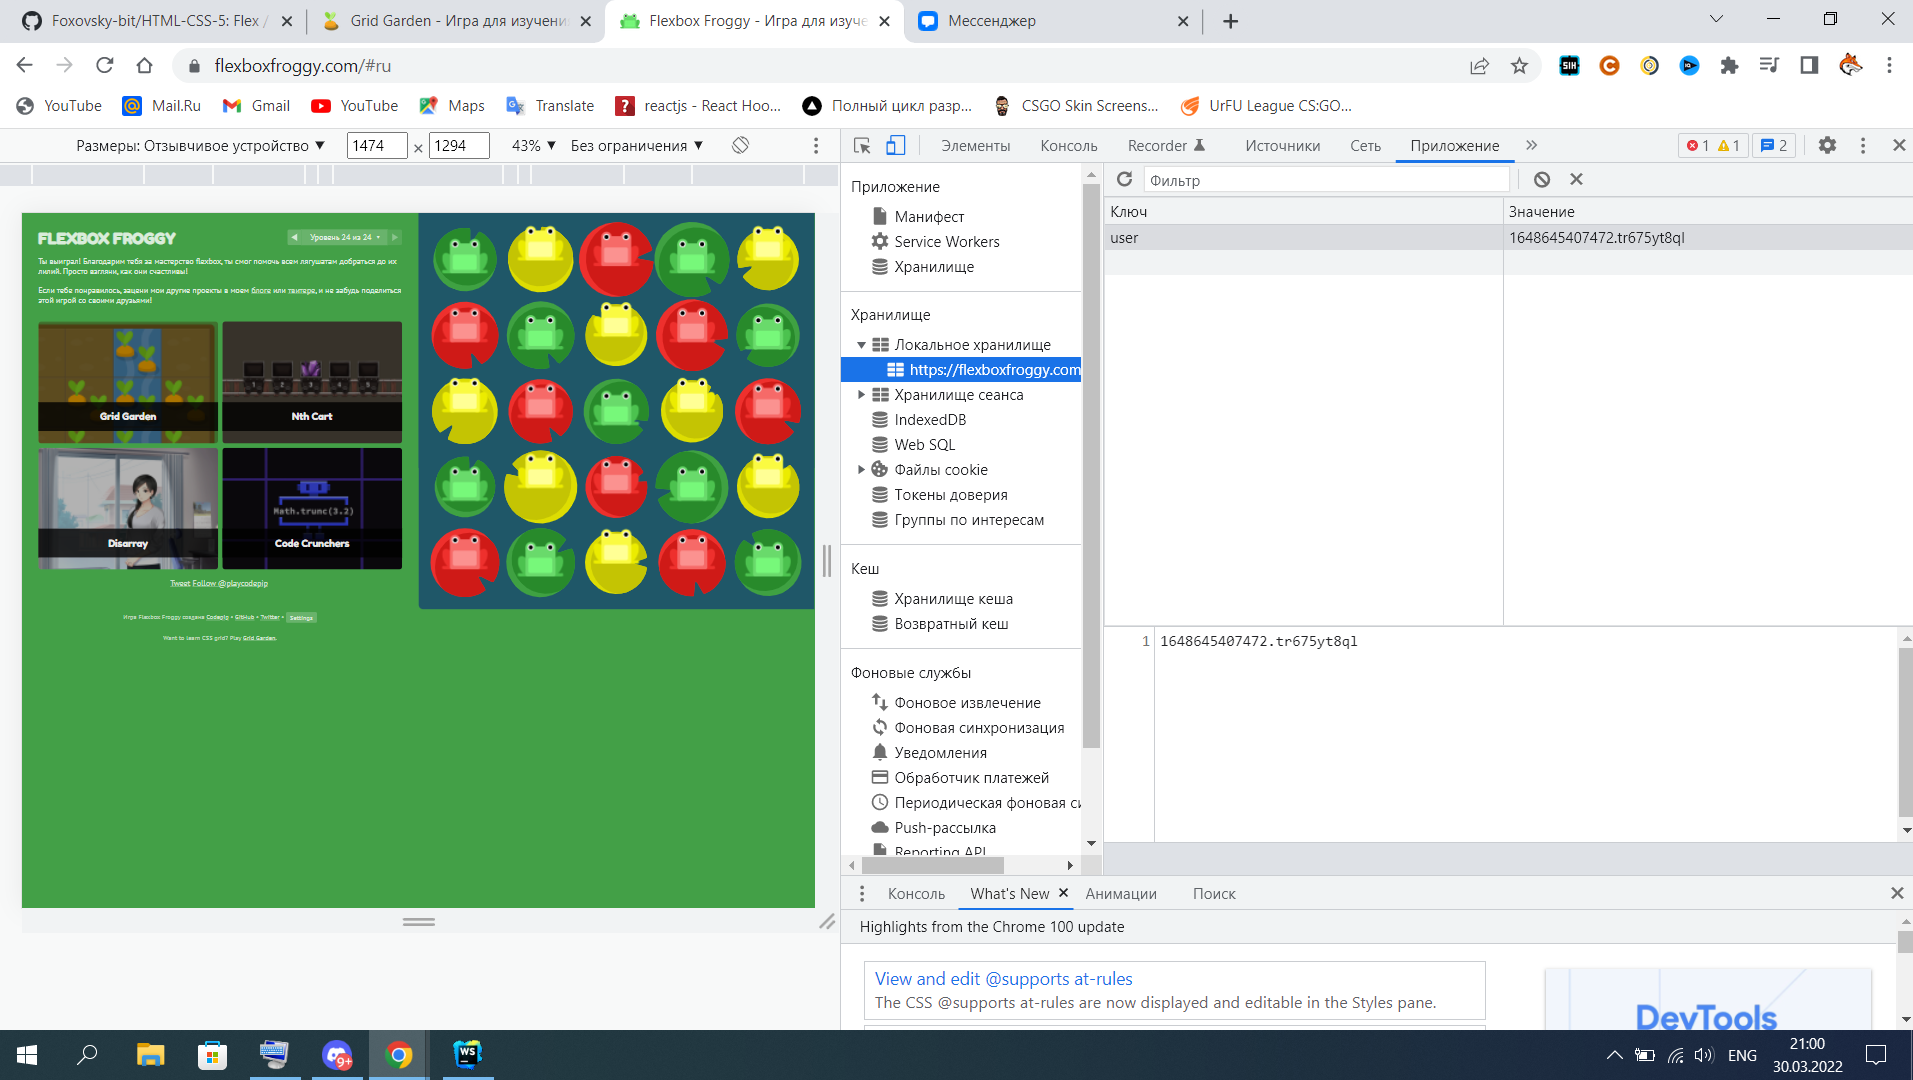 Foxovsky-bit/HTML-CSS-5: Flex /
Grid Garden - Игра для изучени
Flexbox Froggy - Игра для изуче
Мессенджер
flexboxfroggy.com/#ru
SIH
YouTube
Mail.Ru
Gmail
YouTube
Maps
Translate
reactjs - React Hoo...
Полный цикл разр...
CSGO Skin Screens...
UrFU League CS:GO...
Размеры: Отзывчивое устройство ▼
1474 × 1294
43% ▼
Без ограничения ▼
Элементы
Консоль
Recorder
Источники
Сеть
Приложение
»
1
1
2
FLEXBOX FROGGY
Уровень 24 из 24
Ты выиграл! Благодарим тебя за мастерство flexbox, ты смог помочь всем лягушатам добраться до их
лилий. Просто взгляни, как они счастливы!
Если тебе понравилось, зацени мои другие проекты в моем блоге или твитере, и не забудь поделиться
этой игрой со своими друзьями!
Grid Garden
1 2 3 4 5
Nth Cart
Disarray
Math.trunc(3.2)
Code Crunchers
Tweet Follow @playcodepip
Игра Flexbox Froggy создана Codepip • GitHub • Twitter • Settings
Want to learn CSS grid? Play Grid Garden.
Приложение
Манифест
Service Workers
Хранилище
Хранилище
Локальное хранилище
https://flexboxfroggy.com
Хранилище сеанса
IndexedDB
Web SQL
Файлы cookie
Токены доверия
Группы по интересам
Кеш
Хранилище кеша
Возвратный кеш
Фоновые службы
Фоновое извлечение
Фоновая синхронизация
Уведомления
Обработчик платежей
Периодическая фоновая си
Push-рассылка
Reporting API
Фильтр
Ключ
Значение
user
1648645407472.tr675yt8ql
1 1648645407472.tr675yt8ql
Консоль
What's New
Анимации
Поиск
Highlights from the Chrome 100 update
View and edit @supports at-rules
The CSS @supports at-rules are now displayed and editable in the Styles pane.
DevTools
9+
WS
ENG
21:00
30.03.2022